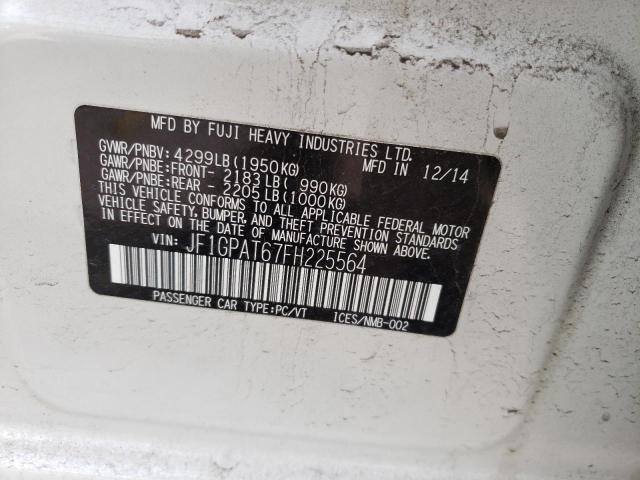 MFD BY FUJI HEAVY INDUSTRIES LTD.
GVWR/PNBV: 4299LB(1950KG) MFD IN 12/14
GAWR/PNBE:FRONT- 2183LB( 990KG)
GAWR/PNBE:REAR - 2205LB(1000KG)
THIS VEHICLE CONFORMS TO ALL APPLICABLE FEDERAL MOTOR
VEHICLE SAFETY, BUMPER, AND THEFT PREVENTION STANDARDS
IN EFFECT ON THE DATE OF MANUFACTURE SHOWN ABOVE.
VIN: JF1GPAT67FH225564
PASSENGER CAR TYPE:PC/VT ICES/NMB-002